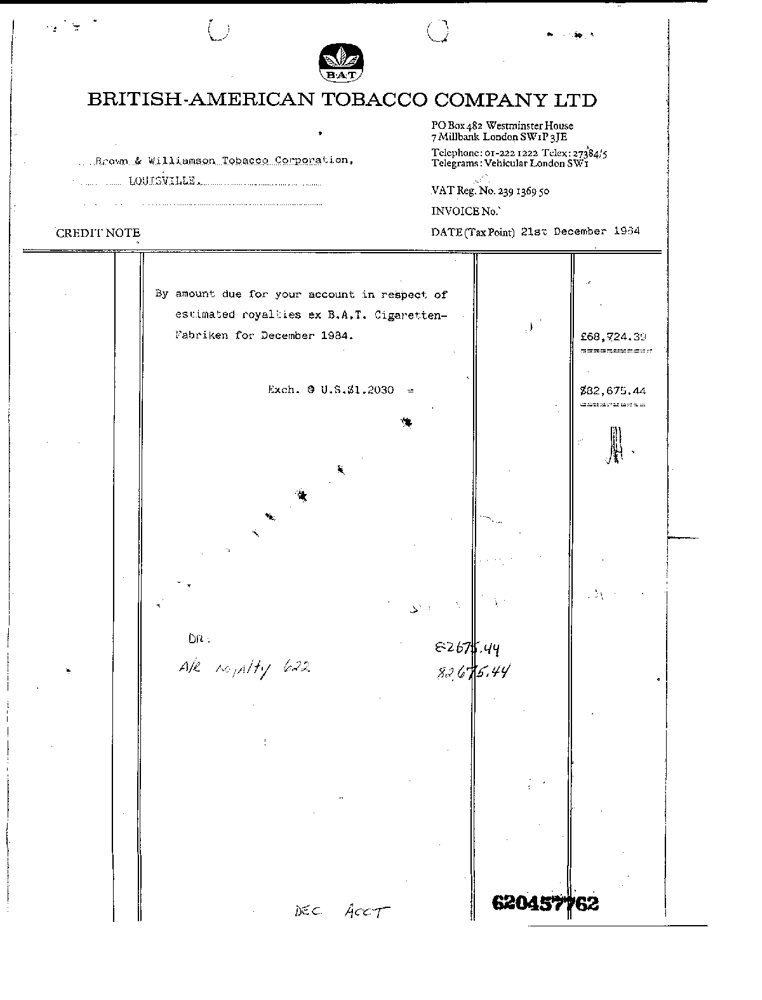 B·A·T
BRITISH-AMERICAN TOBACCO COMPANY LTD
PO Box 482 Westminster House
7 Millbank London SW1P 3JE
Telephone: 01-222 1222 Telex: 27384/5
Telegrams: Vehicular London SW1
Brown & Williamson Tobacco Corporation,
LOUISVILLE.
VAT Reg. No. 239 1369 50
INVOICE No.
CREDIT NOTE
DATE (Tax Point) 21st December 1984
By amount due for your account in respect of
estimated royalties ex B.A.T. Cigaretten-
Fabriken for December 1984.
£68,724.39
Exch. @ U.S.$1.2030 =
$82,675.44
DR:
82675.44
A/R royalty 622
82675.44
DEC ACCT
620457762